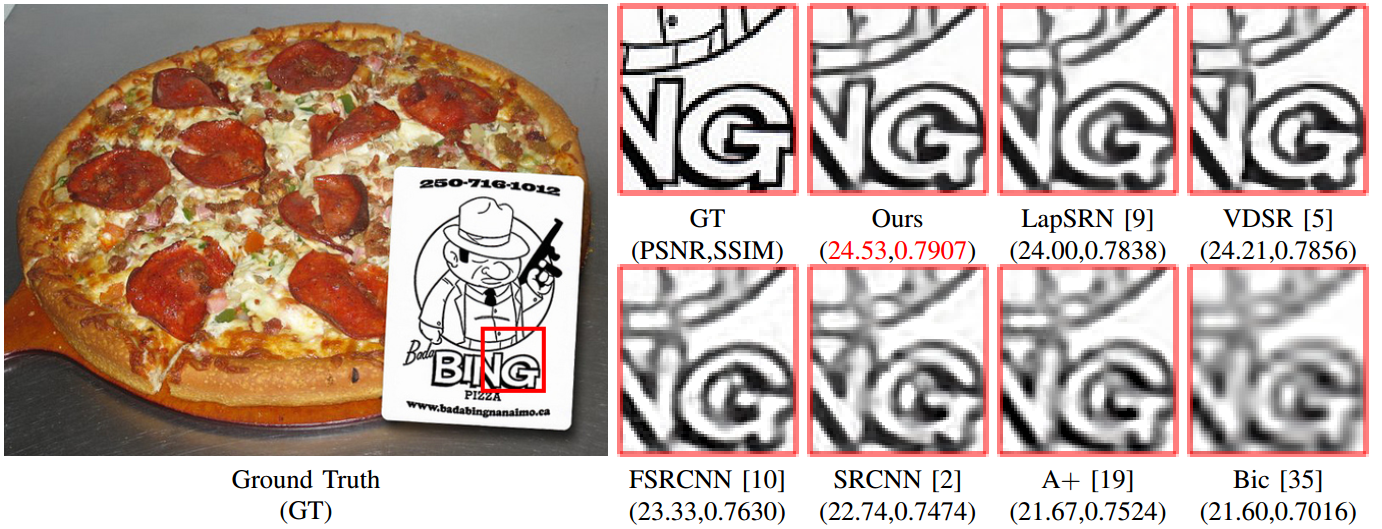 250-716-1012
Bada
BING
PIZZA
www.badabingnanaimo.ca
Ground Truth
(GT)
NG
NG
NG
NG
GT
Ours
LapSRN [9]
VDSR [5]
(PSNR,SSIM)
(24.53,0.7907)
(24.00,0.7838)
(24.21,0.7856)
NG
NG
NG
NG
FSRCNN [10]
SRCNN [2]
A+ [19]
Bic [35]
(23.33,0.7630)
(22.74,0.7474)
(21.67,0.7524)
(21.60,0.7016)